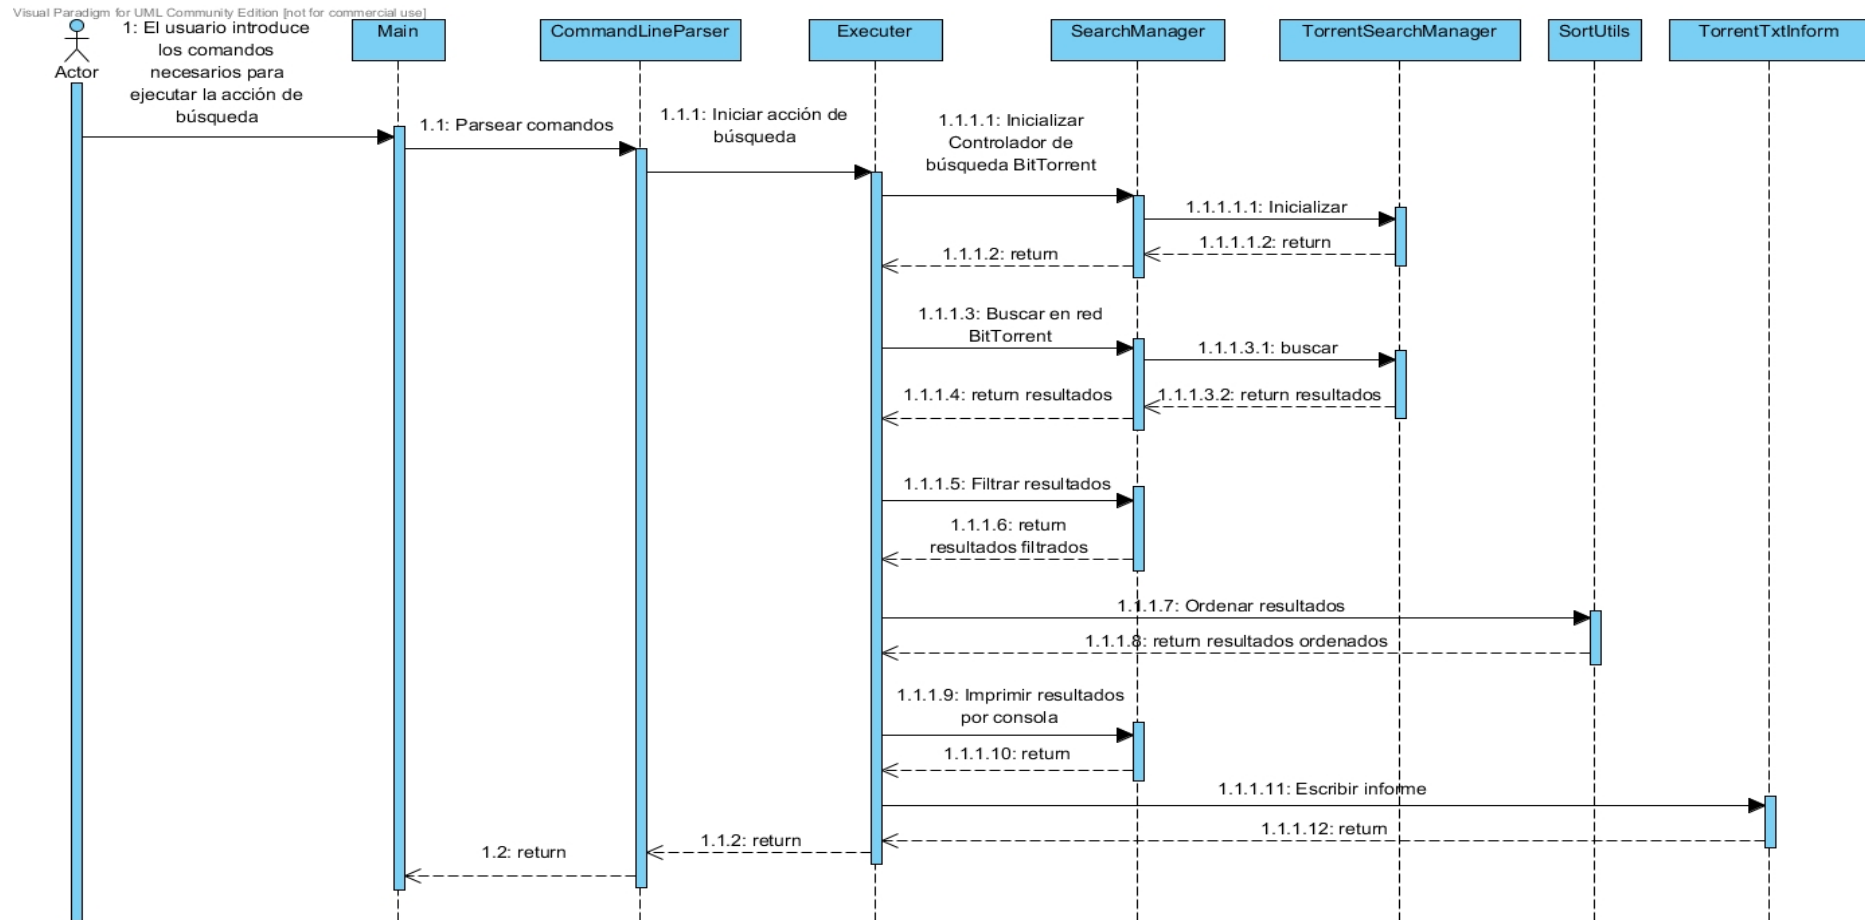 Visual Paradigm for UML Community Edition [not for commercial use]
Actor
1: El usuario introduce
los comandos
necesarios para
ejecutar la acción de
búsqueda
Main
CommandLineParser
Executer
SearchManager
TorrentSearchManager
SortUtils
TorrentTxtInform
1.1: Parsear comandos
1.1.1: Iniciar acción de
búsqueda
1.1.1.1: Inicializar
Controlador de
búsqueda BitTorrent
1.1.1.1.1: Inicializar
1.1.1.1.2: return
1.1.1.2: return
1.1.1.3: Buscar en red
BitTorrent
1.1.1.3.1: buscar
1.1.1.3.2: return resultados
1.1.1.4: return resultados
1.1.1.5: Filtrar resultados
1.1.1.6: return
resultados filtrados
1.1.1.7: Ordenar resultados
1.1.1.8: return resultados ordenados
1.1.1.9: Imprimir resultados
por consola
1.1.1.10: return
1.1.1.11: Escribir informe
1.1.1.12: return
1.1.2: return
1.2: return